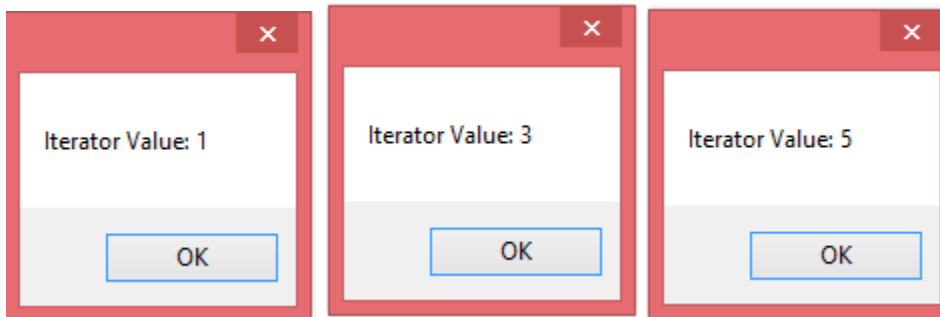 Iterator Value: 1
OK
Iterator Value: 3
OK
Iterator Value: 5
OK